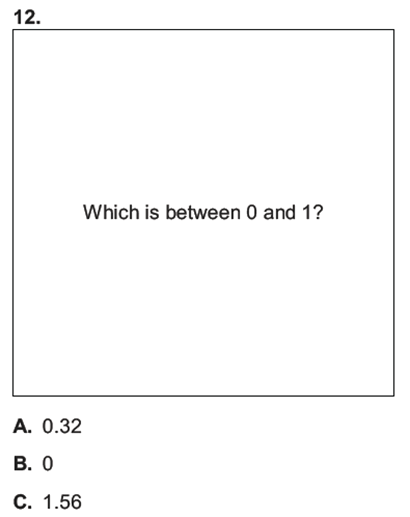 12.
Which is between 0 and 1?
A. 0.32
B. 0
C. 1.56